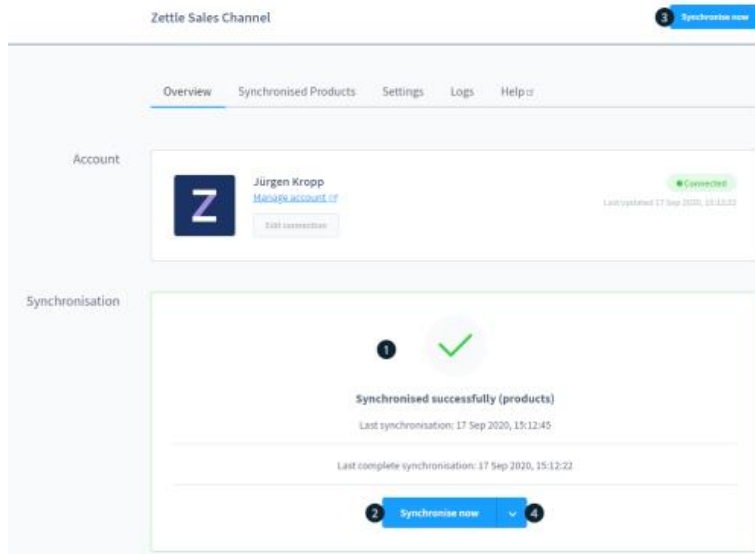 Zettle Sales Channel
3 Synchronise now
Overview Synchronised Products Settings Logs Help
Account
Jürgen Kropp
Connected
Manage account
Last updated 17 Sep 2020, 15:12:22
Z
Edit connection
Synchronisation
1
Synchronised successfully (products)
Last synchronisation: 17 Sep 2020, 15:12:45
Last complete synchronisation: 17 Sep 2020, 15:12:22
2 Synchronise now 4